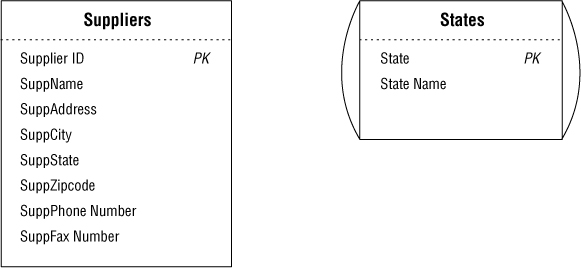 Suppliers
Supplier ID PK
SuppName
SuppAddress
SuppCity
SuppState
SuppZipcode
SuppPhone Number
SuppFax Number
States
State PK
State Name